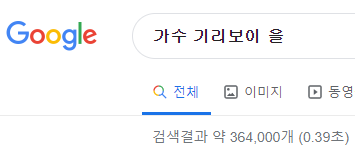 Google
가수 기리보이 을
전체 이미지 동영
검색결과 약 364,000개 (0.39초)